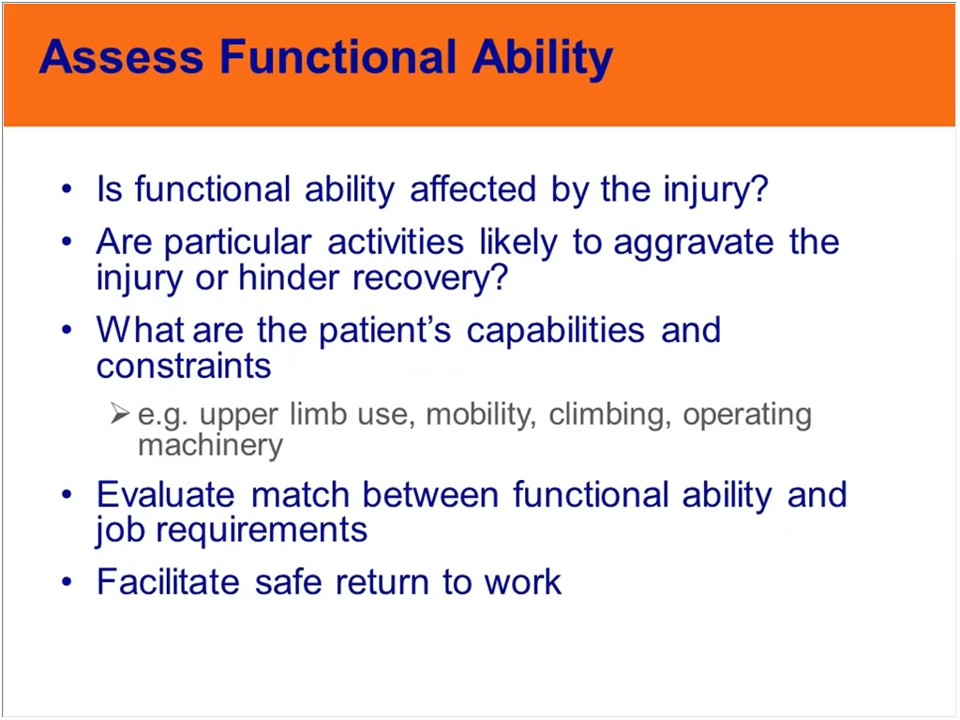 Assess Functional Ability
• Is functional ability affected by the injury?
• Are particular activities likely to aggravate the
injury or hinder recovery?
• What are the patient’s capabilities and
constraints
➢ e.g. upper limb use, mobility, climbing, operating
machinery
• Evaluate match between functional ability and
job requirements
• Facilitate safe return to work